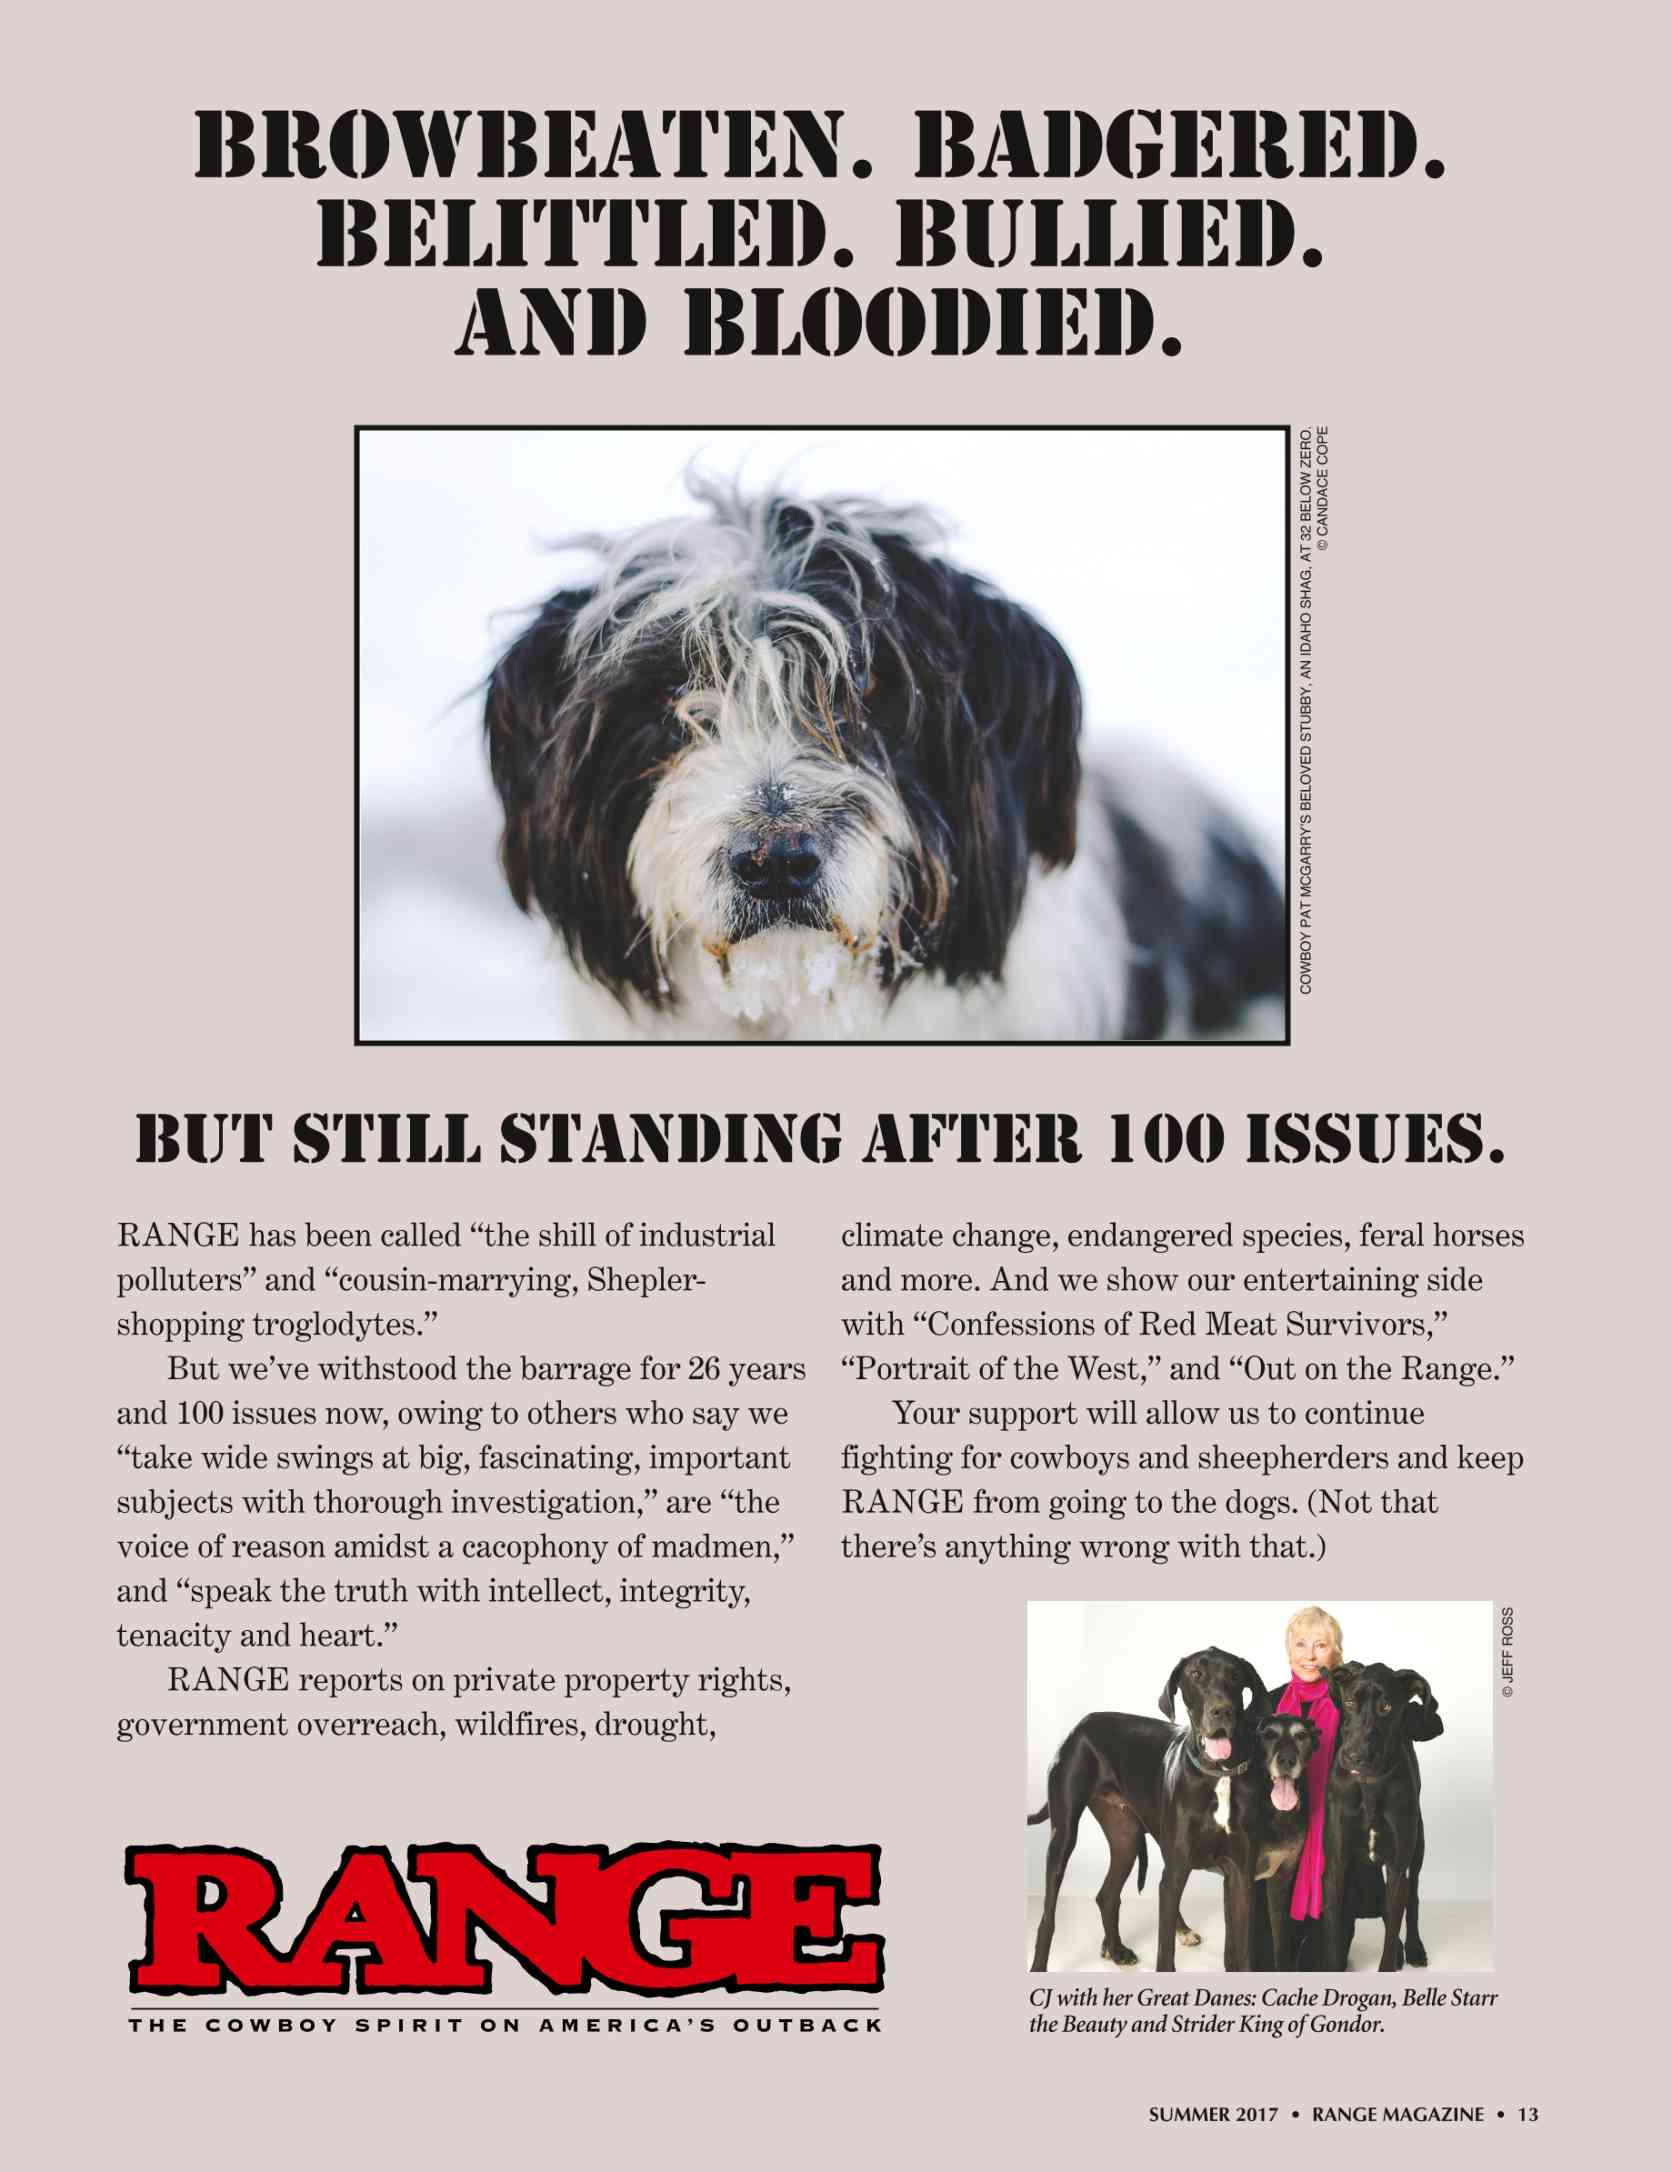 BROWBEATEN. BADGERED.
BELITTLED. BULLIED.
AND BLOODIED.
COWBOY PAT MCGARRY'S BELOVED STUBBY, AN IDAHO SHAG, AT 32 BELOW ZERO.
© CANDACE COPE
BUT STILL STANDING AFTER 100 ISSUES.
RANGE has been called “the shill of industrial
polluters” and “cousin-marrying, Shepler-
shopping troglodytes.”
But we’ve withstood the barrage for 26 years
and 100 issues now, owing to others who say we
“take wide swings at big, fascinating, important
subjects with thorough investigation,” are “the
voice of reason amidst a cacophony of madmen,”
and “speak the truth with intellect, integrity,
tenacity and heart.”
RANGE reports on private property rights,
government overreach, wildfires, drought,
climate change, endangered species, feral horses
and more. And we show our entertaining side
with “Confessions of Red Meat Survivors,”
“Portrait of the West,” and “Out on the Range.”
Your support will allow us to continue
fighting for cowboys and sheepherders and keep
RANGE from going to the dogs. (Not that
there’s anything wrong with that.)
© JEFF ROSS
CJ with her Great Danes: Cache Drogan, Belle Starr
the Beauty and Strider King of Gondor.
RANGE
THE COWBOY SPIRIT ON AMERICA’S OUTBACK
SUMMER 2017 • RANGE MAGAZINE • 13